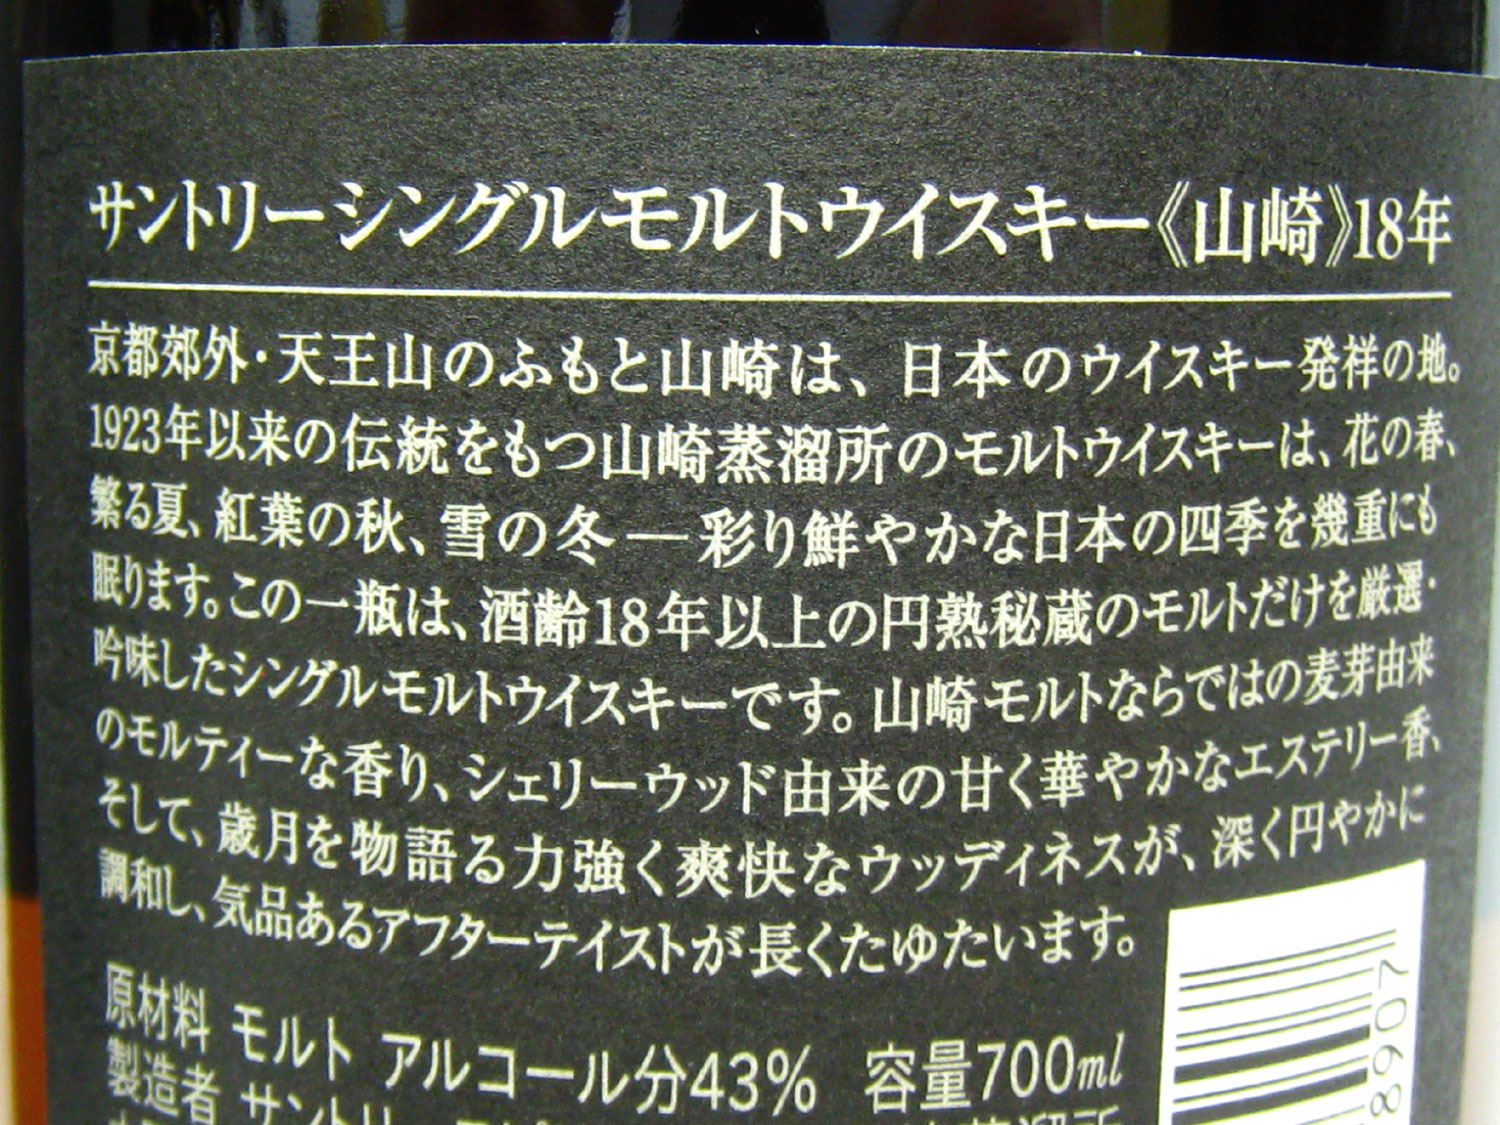 サントリーシングルモルトウイスキー《山崎》18年
京都郊外・天王山のふもと山崎は、日本のウイスキー発祥の地。
1923年以来の伝統をもつ山崎蒸溜所のモルトウイスキーは、花の春、
繁る夏、紅葉の秋、雪の冬―彩り鮮やかな日本の四季を幾重にも
眠ります。この一瓶は、酒齢18年以上の円熟秘蔵のモルトだけを厳選・
吟味したシングルモルトウイスキーです。山崎モルトならではの麦芽由来
のモルティーな香り、シェリーウッド由来の甘く華やかなエステリー香、
そして、歳月を物語る力強く爽快なウッディネスが、深く円やかに
調和し、気品あるアフターテイストが長くたゆたいます。
原材料 モルト アルコール分43% 容量700ml
製造者 サントリー
2068